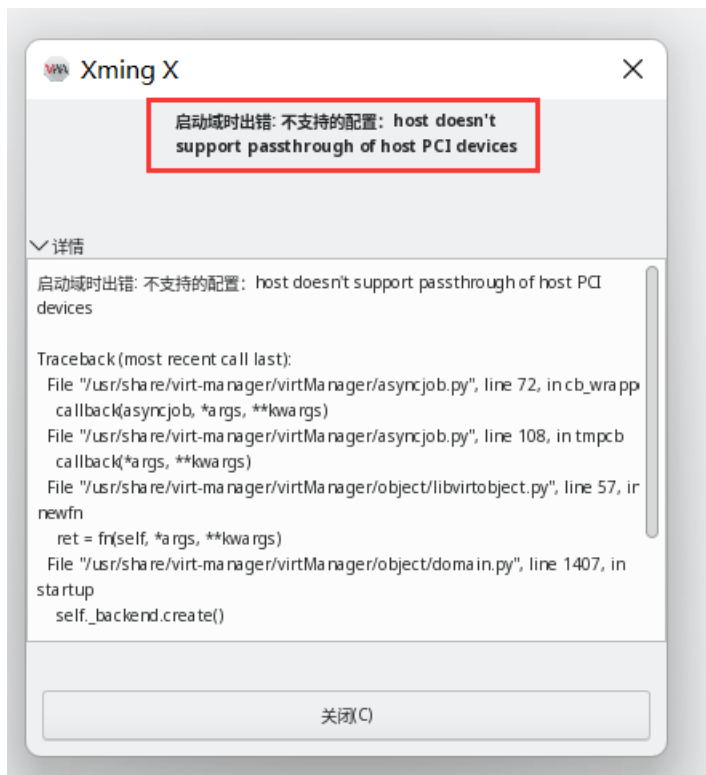 Xming X
启动域时出错: 不支持的配置：host doesn't
support passthrough of host PCI devices
详情
启动域时出错: 不支持的配置：host doesn't support passthrough of host PCI
devices
Traceback (most recent call last):
File "/usr/share/virt-manager/virtManager/asyncjob.py", line 72, in cb_wrapp
callback(asyncjob, *args, **kwargs)
File "/usr/share/virt-manager/virtManager/asyncjob.py", line 108, in tmpcb
callback(*args, **kwargs)
File "/usr/share/virt-manager/virtManager/object/libvirtobject.py", line 57, in
newfn
ret = fn(self, *args, **kwargs)
File "/usr/share/virt-manager/virtManager/object/domain.py", line 1407, in
startup
self._backend.create()
关闭(C)